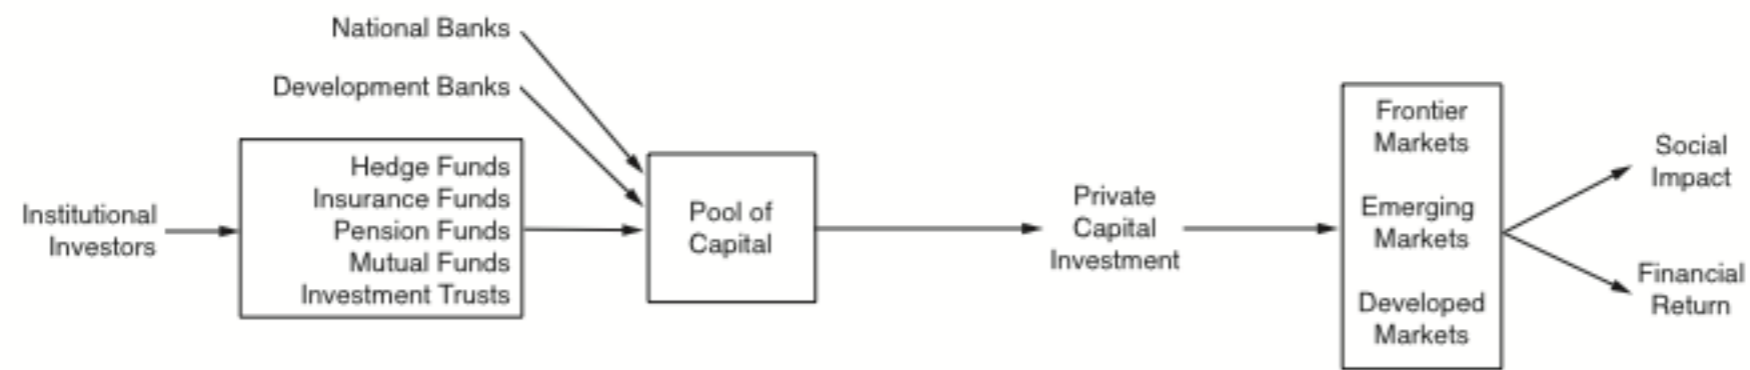 National Banks
Development Banks
Institutional
Investors
Hedge Funds
Insurance Funds
Pension Funds
Mutual Funds
Investment Trusts
Pool of
Capital
Private
Capital
Investment
Frontier
Markets
Emerging
Markets
Developed
Markets
Social
Impact
Financial
Return